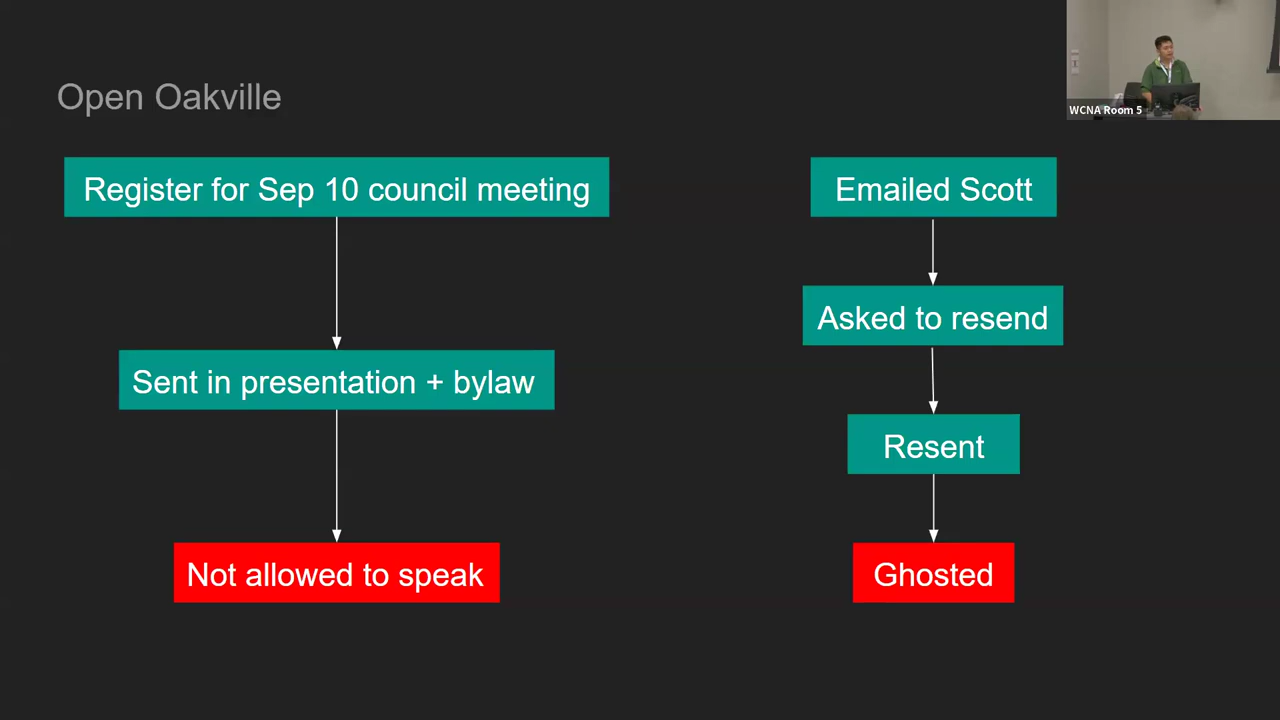 Open Oakville
WCNA Room 5
Register for Sep 10 council meeting
Sent in presentation + bylaw
Not allowed to speak
Emailed Scott
Asked to resend
Resent
Ghosted